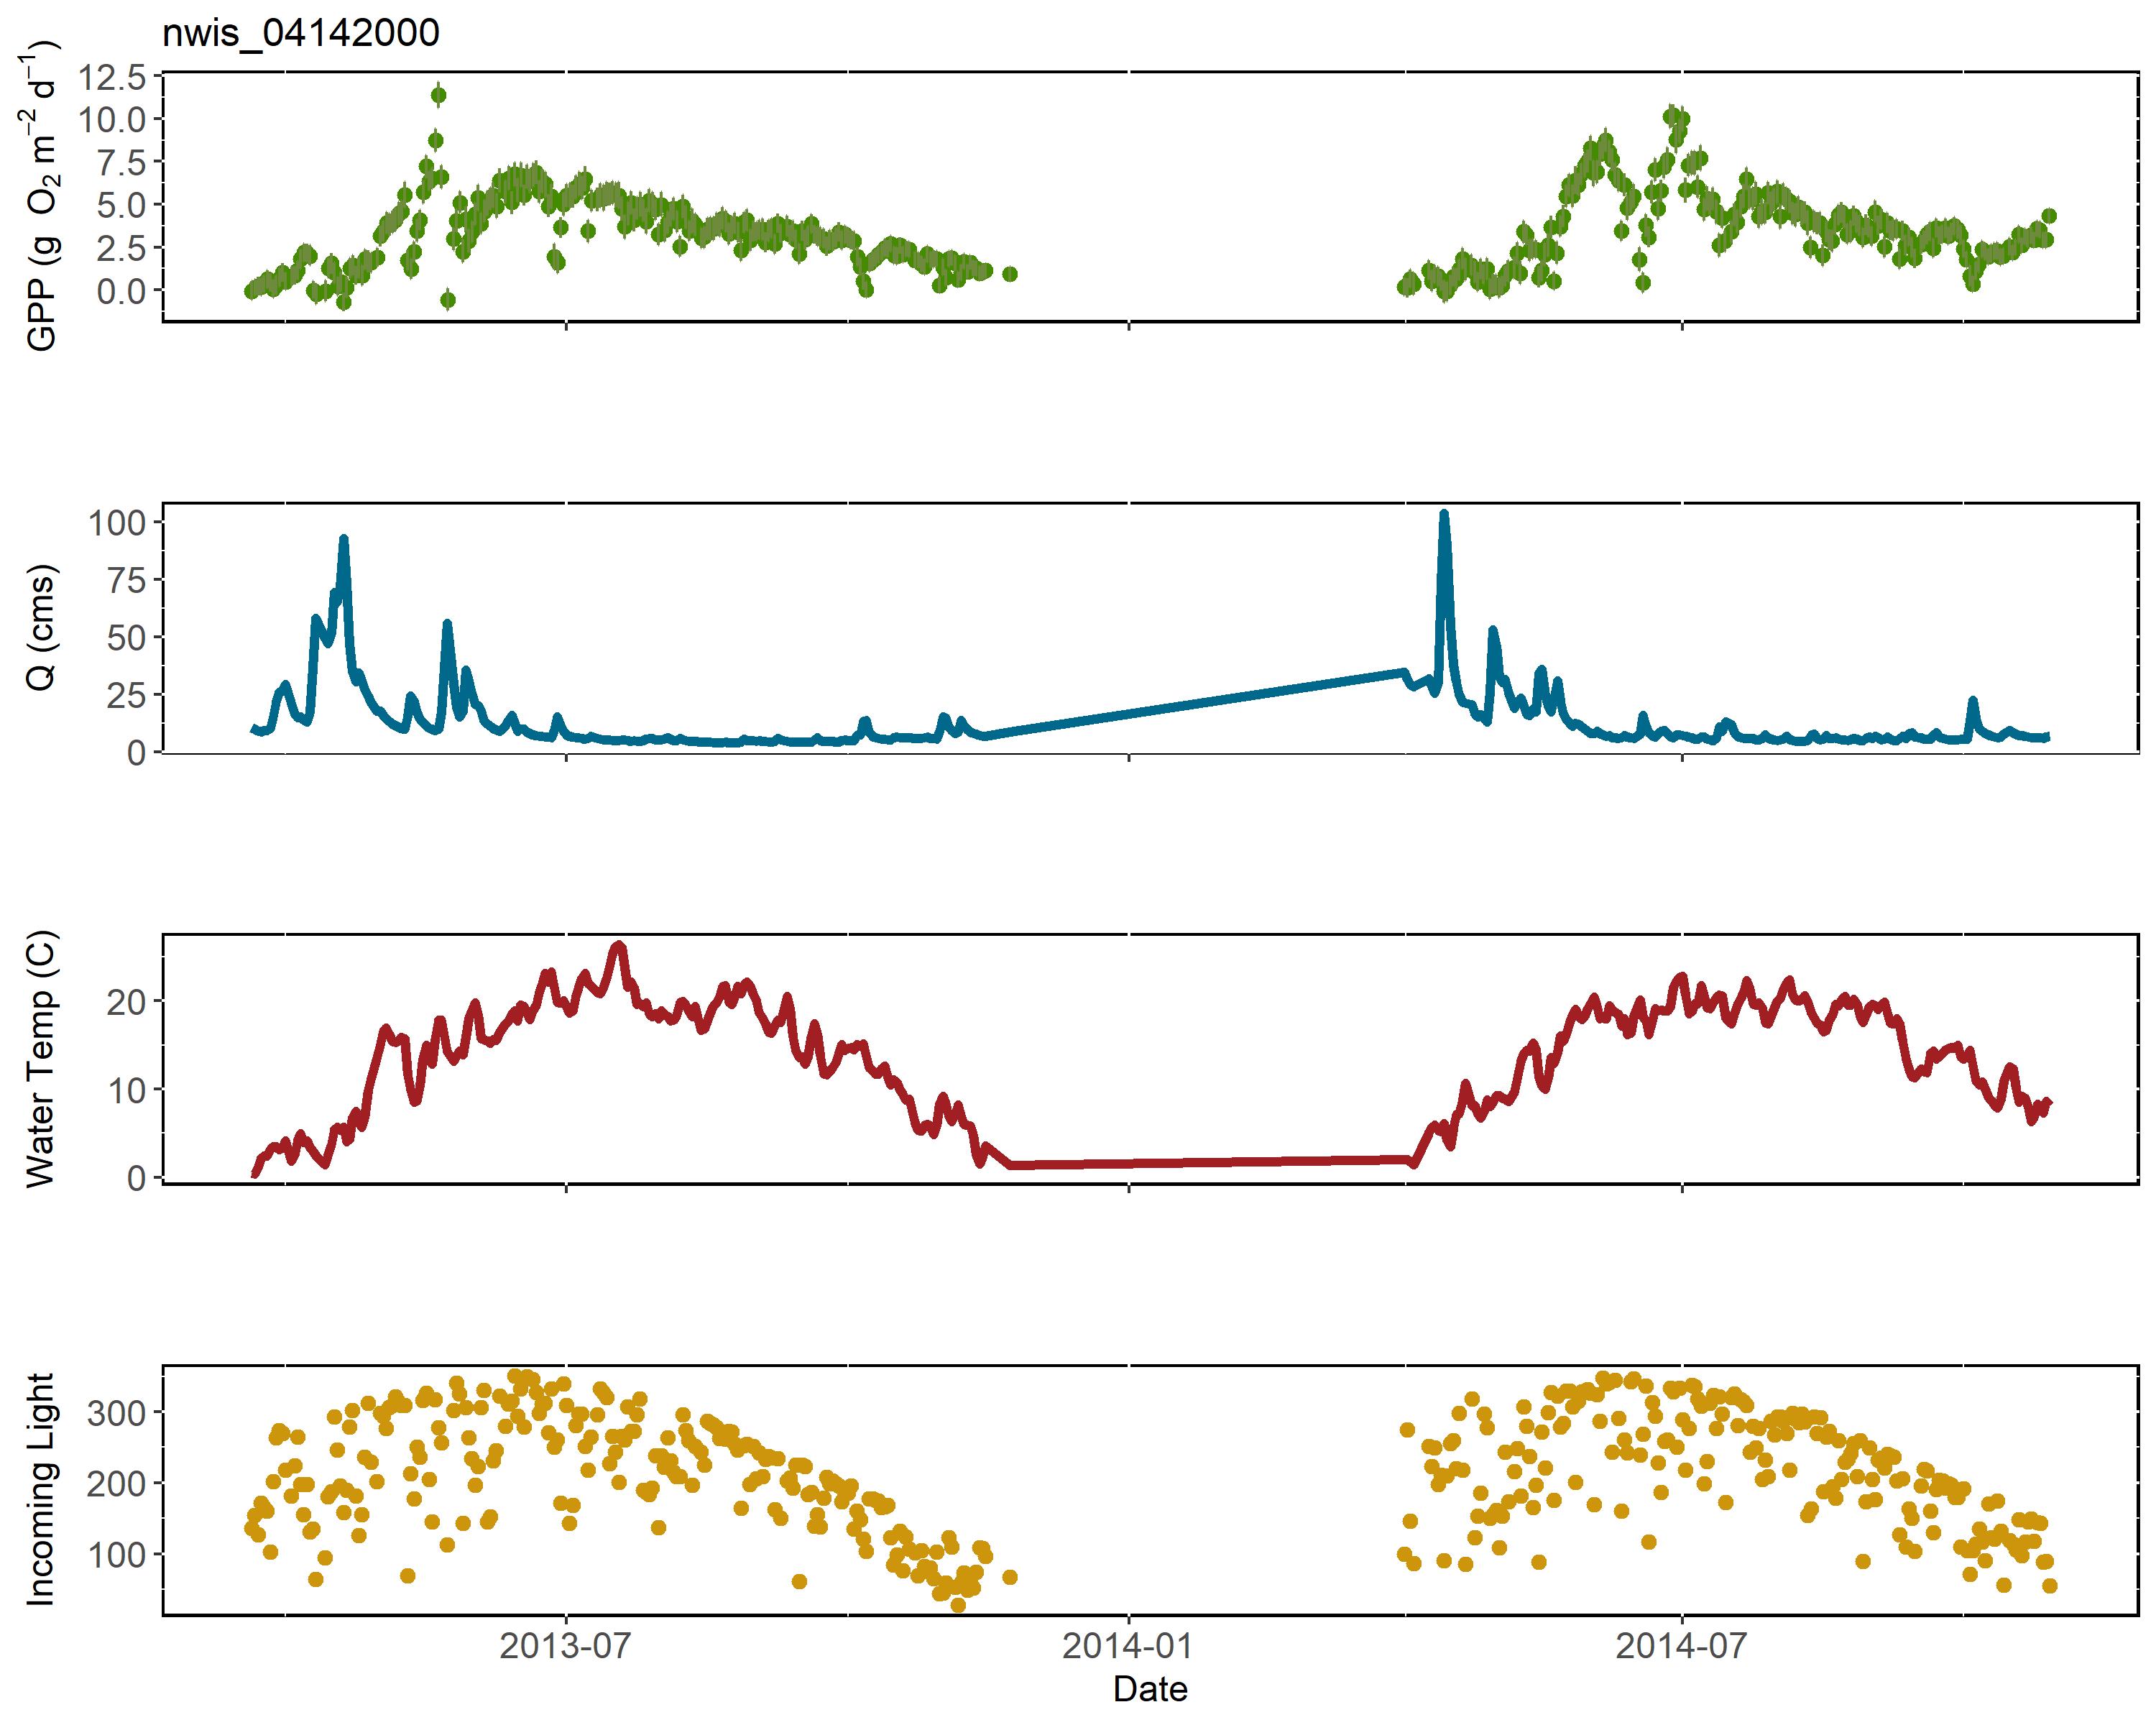 nwis_04142000
GPP (g O₂ m⁻² d⁻¹)
12.5
10.0
7.5
5.0
2.5
0.0
Q (cms)
100
75
50
25
0
Water Temp (C)
20
10
0
Incoming Light
300
200
100
2013-07 2014-01 2014-07
Date